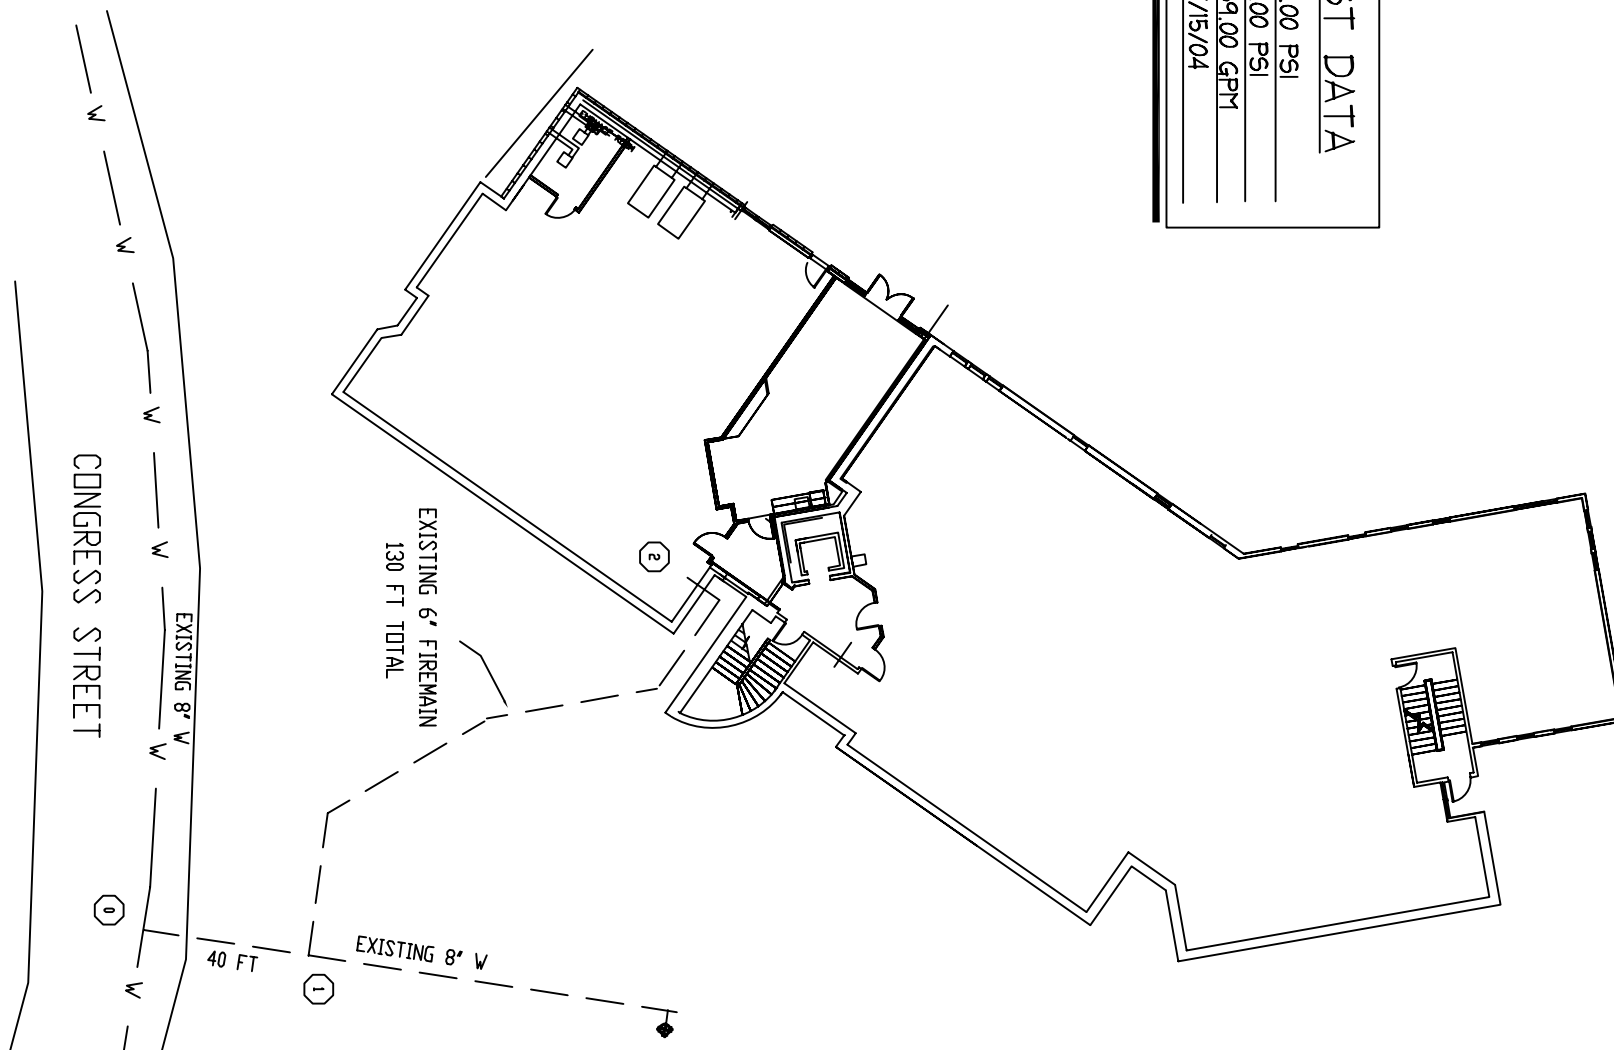 ST DATA
.00 PSI
.00 PSI
9.00 GPM
/15/04
W
W
W
W
W
W
CONGRESS STREET
EXISTING 8" W
EXISTING 6" FIREMAIN
130 FT TOTAL
2
0
40 FT
1
EXISTING 8" W